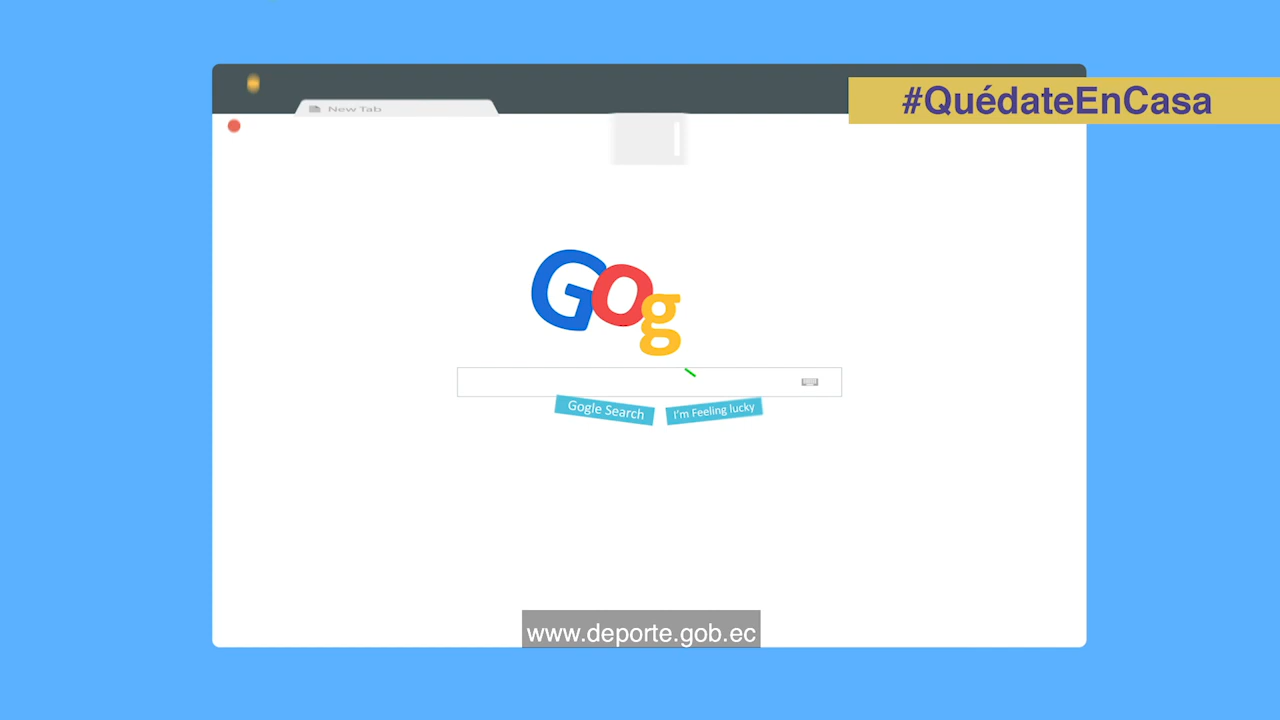 #QuédateEnCasa
New Tab
Gog
Gogle Search
I'm Feeling lucky
www.deporte.gob.ec